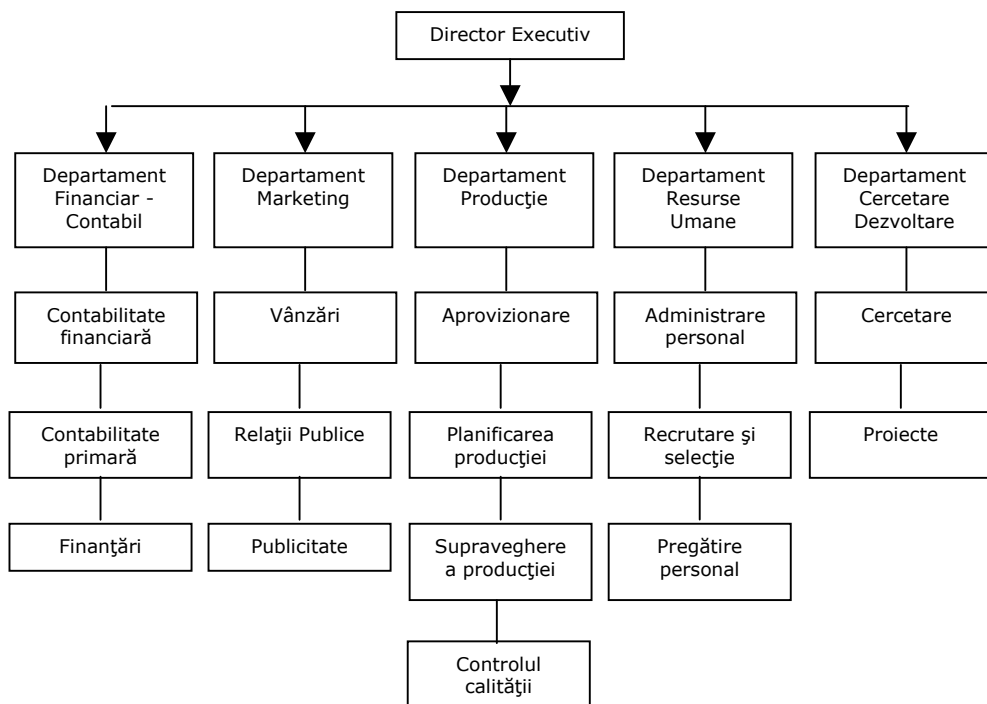 Director Executiv
Departament
Financiar -
Contabil
Departament
Marketing
Departament
Producţie
Departament
Resurse
Umane
Departament
Cercetare
Dezvoltare
Contabilitate
financiară
Vânzări
Aprovizionare
Administrare
personal
Cercetare
Contabilitate
primară
Relaţii Publice
Planificarea
producţiei
Recrutare şi
selecţie
Proiecte
Finanţări
Publicitate
Supraveghere
a producţiei
Pregătire
personal
Controlul
calităţii